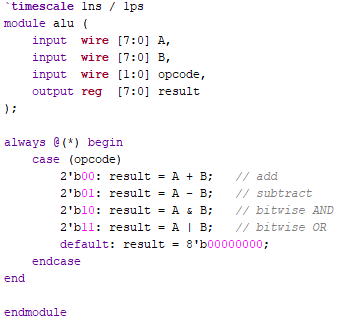 `timescale 1ns / 1ps
module alu (
    input  wire [7:0] A,
    input  wire [7:0] B,
    input  wire [1:0] opcode,
    output reg  [7:0] result
);

always @(*) begin
    case (opcode)
        2'b00: result = A + B;   // add
        2'b01: result = A - B;   // subtract
        2'b10: result = A & B;   // bitwise AND
        2'b11: result = A | B;   // bitwise OR
        default: result = 8'b00000000;
    endcase
end

endmodule